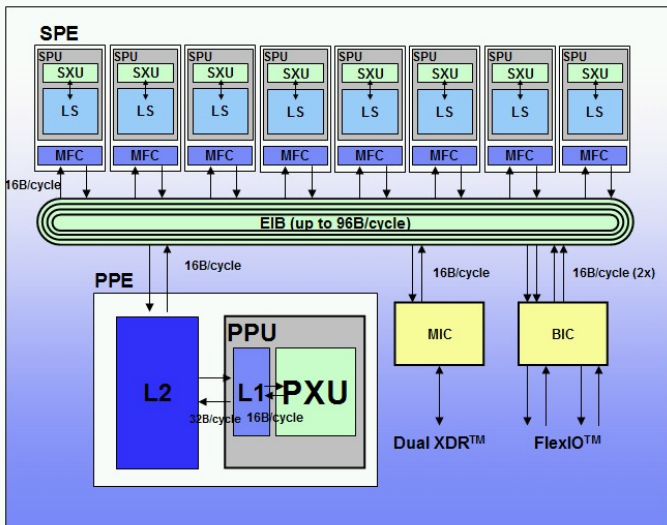 SPE
SPU SPU SPU SPU SPU SPU SPU SPU
SXU SXU SXU SXU SXU SXU SXU SXU
LS LS LS LS LS LS LS LS
MFC MFC MFC MFC MFC MFC MFC MFC
16B/cycle
EIB (up to 96B/cycle)
16B/cycle 16B/cycle 16B/cycle (2x)
PPE
PPU
MIC BIC
L2 L1 PXU
32B/cycle 16B/cycle
Dual XDR™ FlexIO™